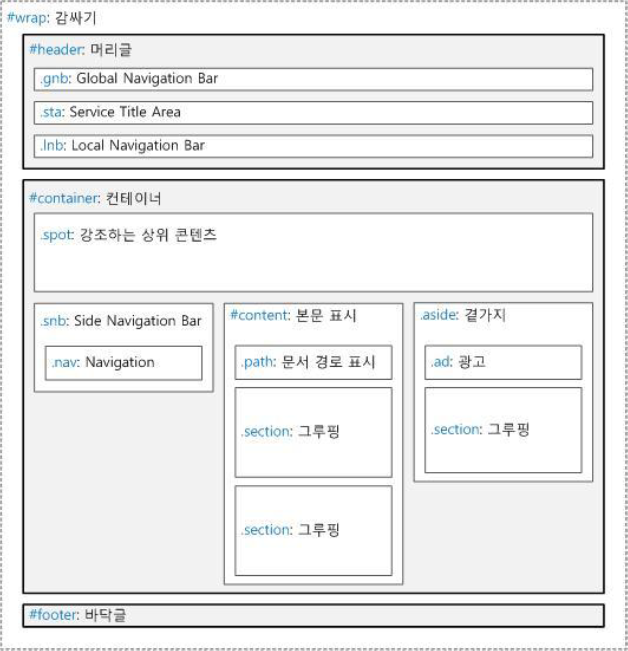 #wrap: 감싸기
#header: 머리글
.gnb: Global Navigation Bar
.sta: Service Title Area
.lnb: Local Navigation Bar
#container: 컨테이너
.spot: 강조하는 상위 콘텐츠
.snb: Side Navigation Bar
.nav: Navigation
#content: 본문 표시
.path: 문서 경로 표시
.section: 그루핑
.section: 그루핑
.aside: 곁가지
.ad: 광고
.section: 그루핑
#footer: 바닥글